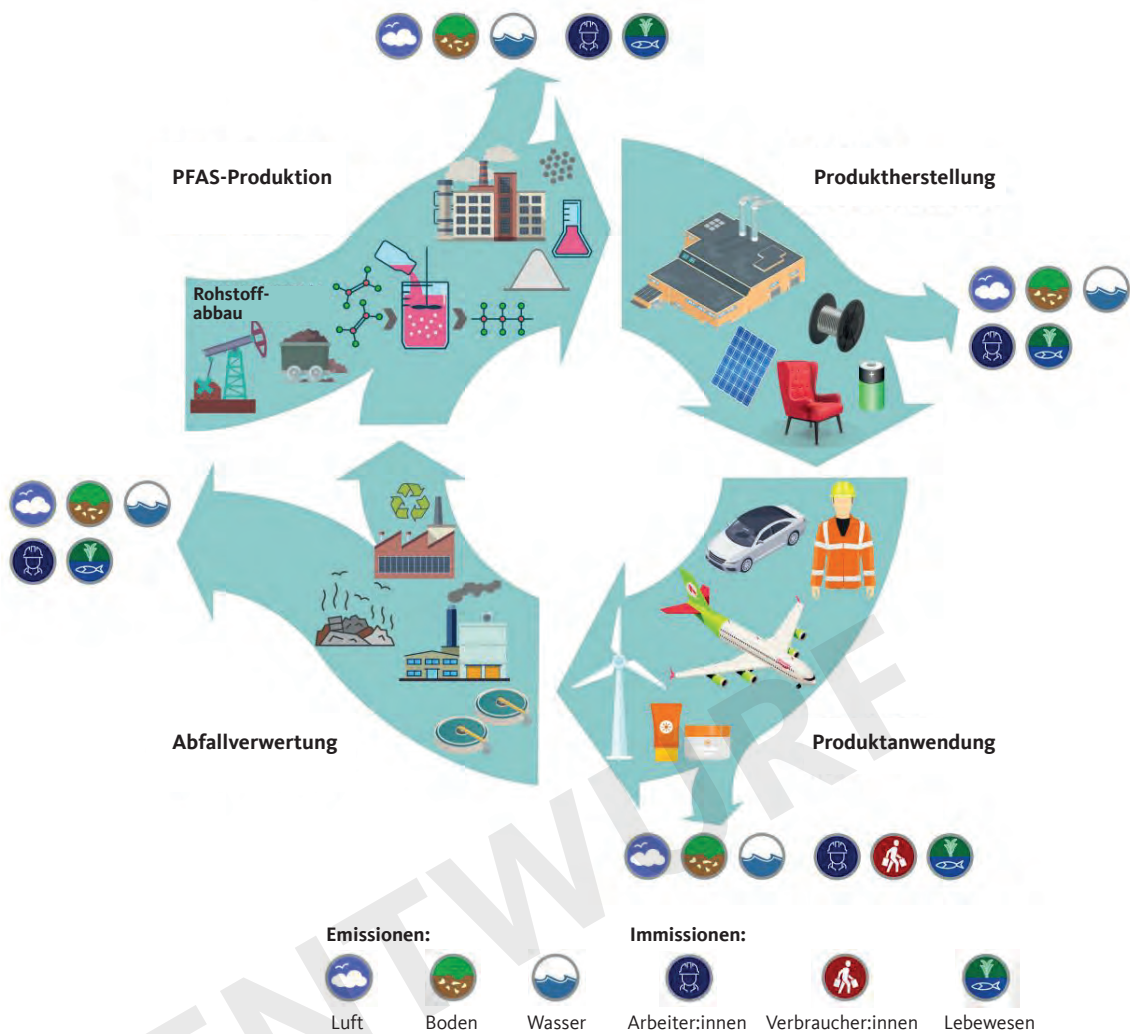 PFAS-Produktion
Produktherstellung
Rohstoff-
abbau
Abfallverwertung
Produktanwendung
ENTWURF
Emissionen:
Immissionen:
Luft
Boden
Wasser
Arbeiter:innen
Verbraucher:innen
Lebewesen